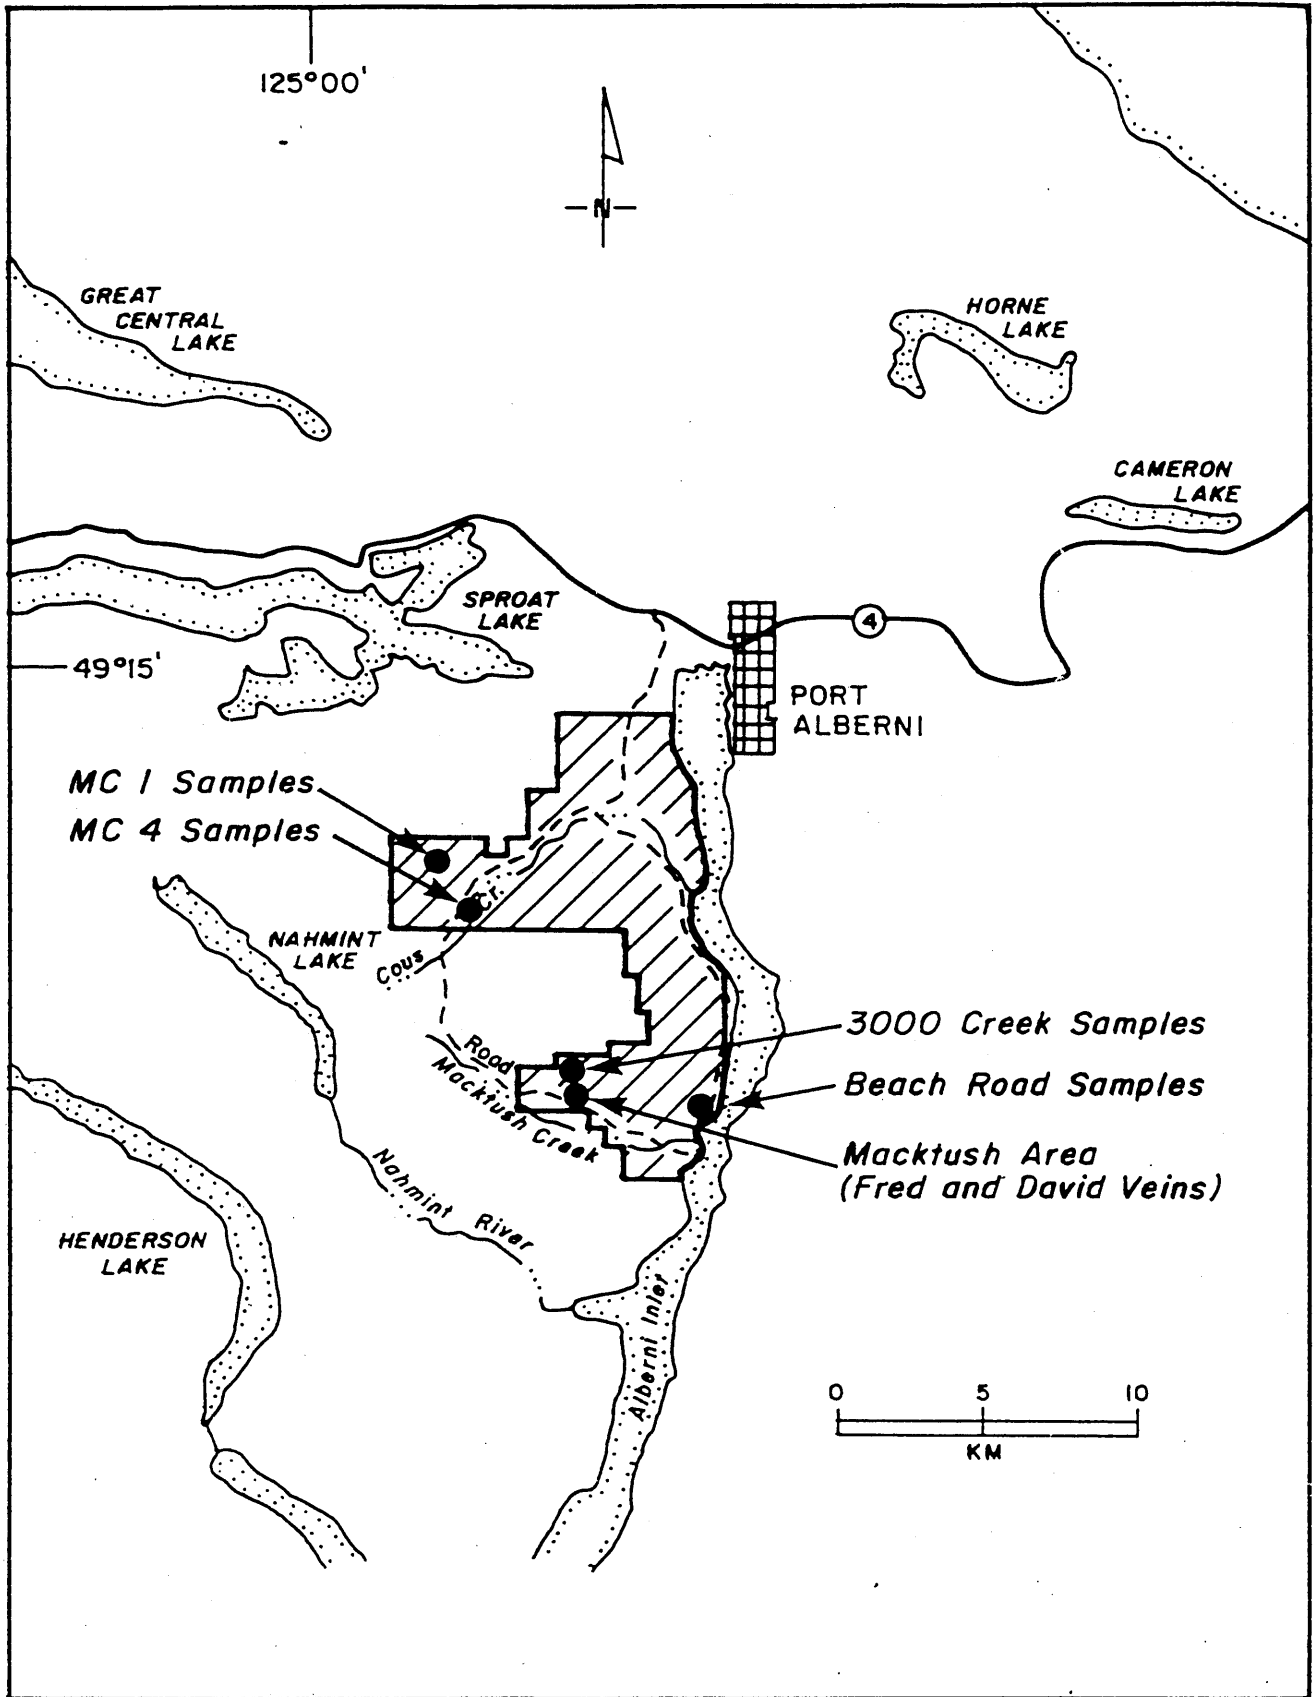 125°00'
N
GREAT
CENTRAL
LAKE
HORNE
LAKE
CAMERON
LAKE
SPROAT
LAKE
4
49°15'
PORT
ALBERNI
MC 1 Samples
MC 4 Samples
Cr.
NAHMINT
LAKE
Cous
3000 Creek Samples
Road
Macktush Creek
Beach Road Samples
Macktush Area
(Fred and David Veins)
Nahmint River
HENDERSON
LAKE
Alberni Inlet
0 5 10
KM